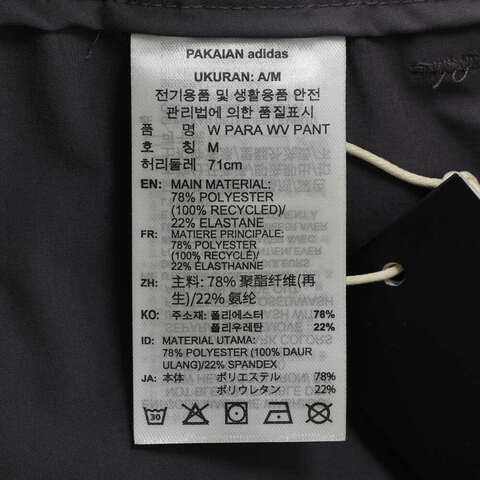 PAKAIAN adidas
UKURAN: A/M
전기용품 및 생활용품 안전
관리법에 의한 품질표시
품 명 W PARA WV PANT
호 칭 M
허리둘레 71cm
EN: MAIN MATERIAL:
78% POLYESTER
(100% RECYCLED)/
22% ELASTANE
FR: MATIERE PRINCIPALE:
78% POLYESTER
(100% RECYCLÉ)/
22% ÉLASTHANNE
ZH: 主料: 78% 聚酯纤维(再
生)/22% 氨纶
KO: 주소재: 폴리에스터 78%
폴리우레탄 22%
ID: MATERIAL UTAMA:
78% POLYESTER (100% DAUR
ULANG)/22% SPANDEX
JA: 本体 ポリエステル 78%
ポリウレタン 22%
30